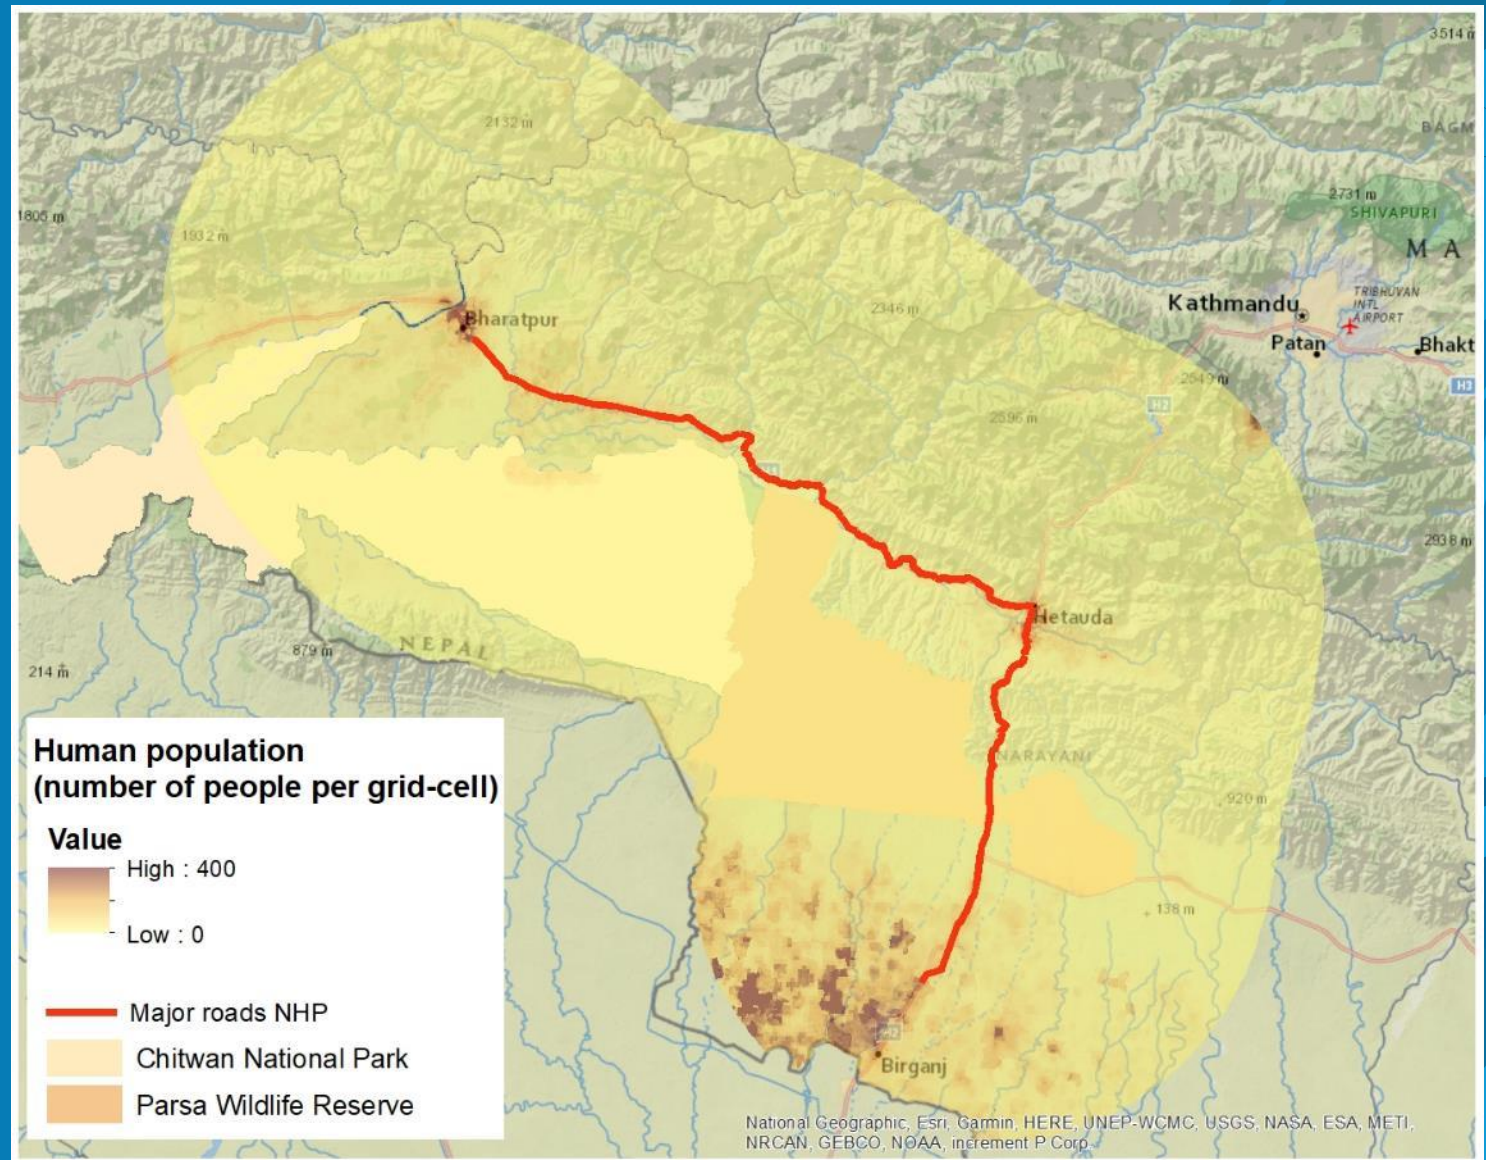 3514 m
BAGM
2132 m
2731 m
SHIVAPURI
1805 m
1932 m
M A
TRIBHUVAN
INTL
AIRPORT
Kathmandu
2346 m
Bharatpur
Patan
Bhakt
2549 m
H3
H2
2596 m
2938 m
Hetauda
NEPAL
879 m
214 m
NARAYANI
920 m
138 m
Birganj
Human population
(number of people per grid-cell)
Value
High : 400
Low : 0
Major roads NHP
Chitwan National Park
Parsa Wildlife Reserve
National Geographic, Esri, Garmin, HERE, UNEP-WCMC, USGS, NASA, ESA, METI,
NRCAN, GEBCO, NOAA, increment P Corp.